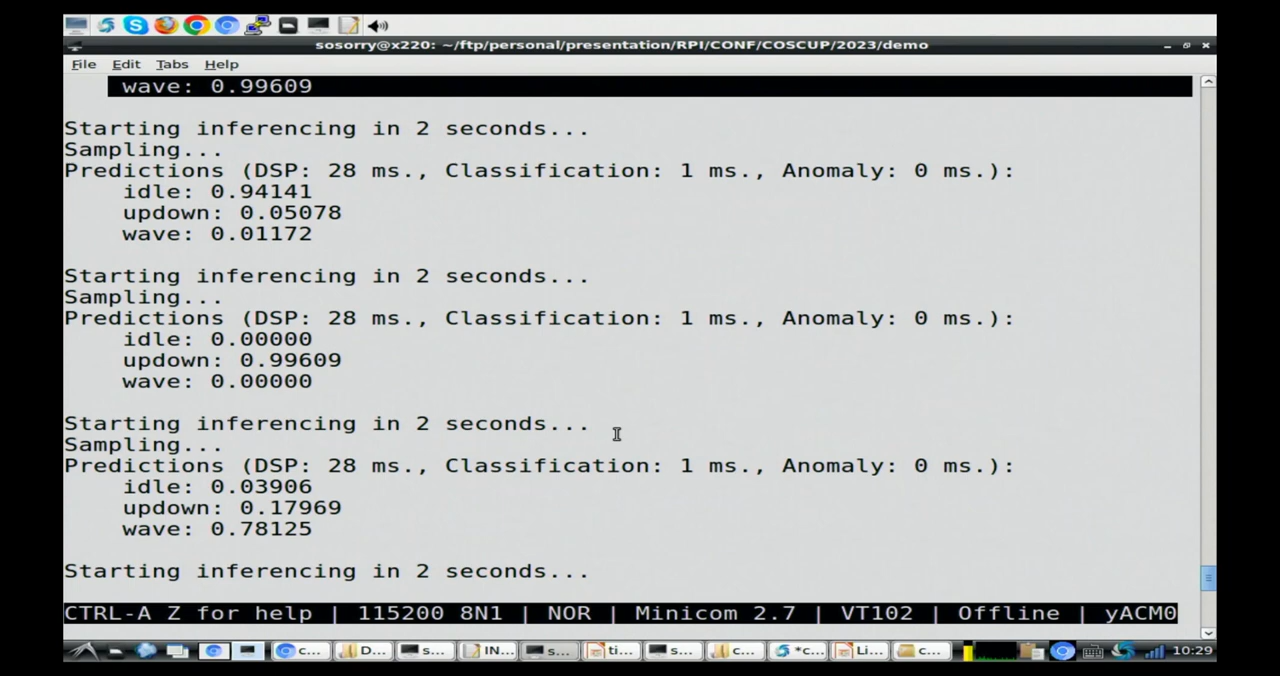 sosorry@x220: ~/ftp/personal/presentation/RPI/CONF/COSCUP/2023/demo
File Edit Tabs Help
wave: 0.99609
Starting inferencing in 2 seconds...
Sampling...
Predictions (DSP: 28 ms., Classification: 1 ms., Anomaly: 0 ms.):
idle: 0.94141
updown: 0.05078
wave: 0.01172
Starting inferencing in 2 seconds...
Sampling...
Predictions (DSP: 28 ms., Classification: 1 ms., Anomaly: 0 ms.):
idle: 0.00000
updown: 0.99609
wave: 0.00000
Starting inferencing in 2 seconds...
Sampling...
Predictions (DSP: 28 ms., Classification: 1 ms., Anomaly: 0 ms.):
idle: 0.03906
updown: 0.17969
wave: 0.78125
Starting inferencing in 2 seconds...
CTRL-A Z for help | 115200 8N1 | NOR | Minicom 2.7 | VT102 | Offline | yACM0
c... D... s... IN... s... ti... s... c... *c... Li... c... 10:29